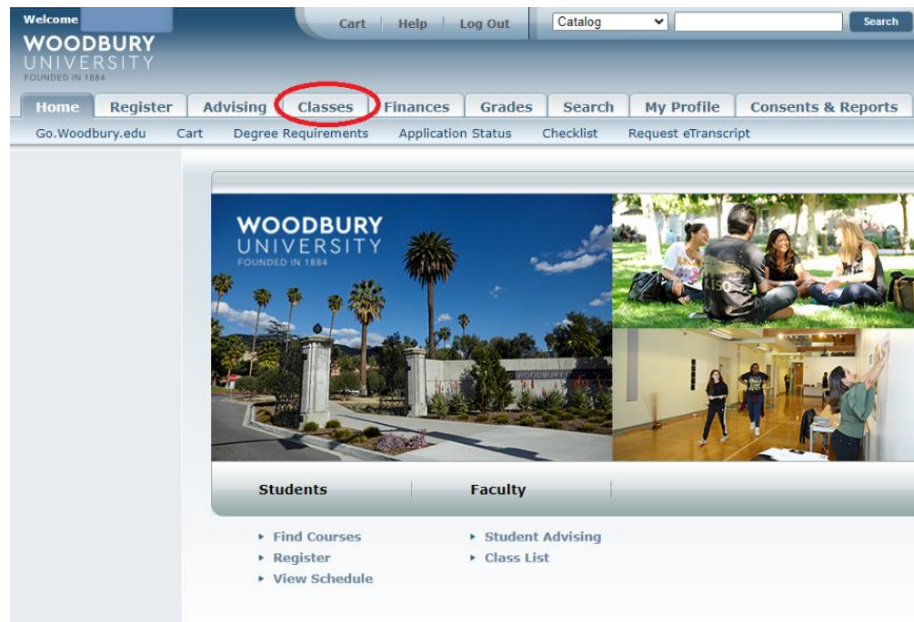 Welcome
Cart Help Log Out Catalog Search
WOODBURY
UNIVERSITY
FOUNDED IN 1884
Home Register Advising Classes Finances Grades Search My Profile Consents & Reports
Go.Woodbury.edu Cart Degree Requirements Application Status Checklist Request eTranscript
WOODBURY
UNIVERSITY
FOUNDED IN 1884
Students Faculty
Find Courses Student Advising
Register Class List
View Schedule